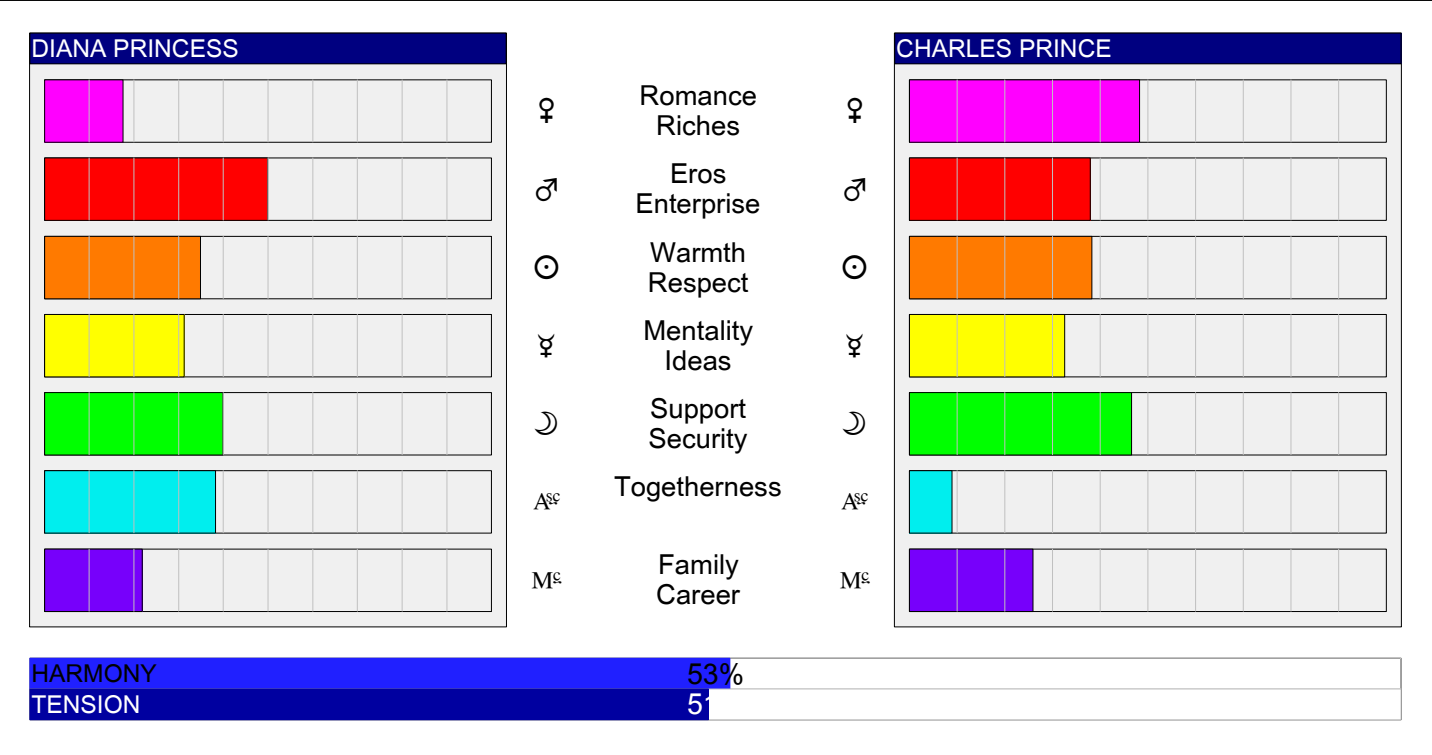 DIANA PRINCESS
CHARLES PRINCE
♀ Romance ♀
Riches
♂ Eros ♂
Enterprise
☉ Warmth ☉
Respect
☿ Mentality ☿
Ideas
☽ Support ☽
Security
Asc Togetherness Asc
Mc Family Mc
Career
HARMONY 53%
TENSION 51